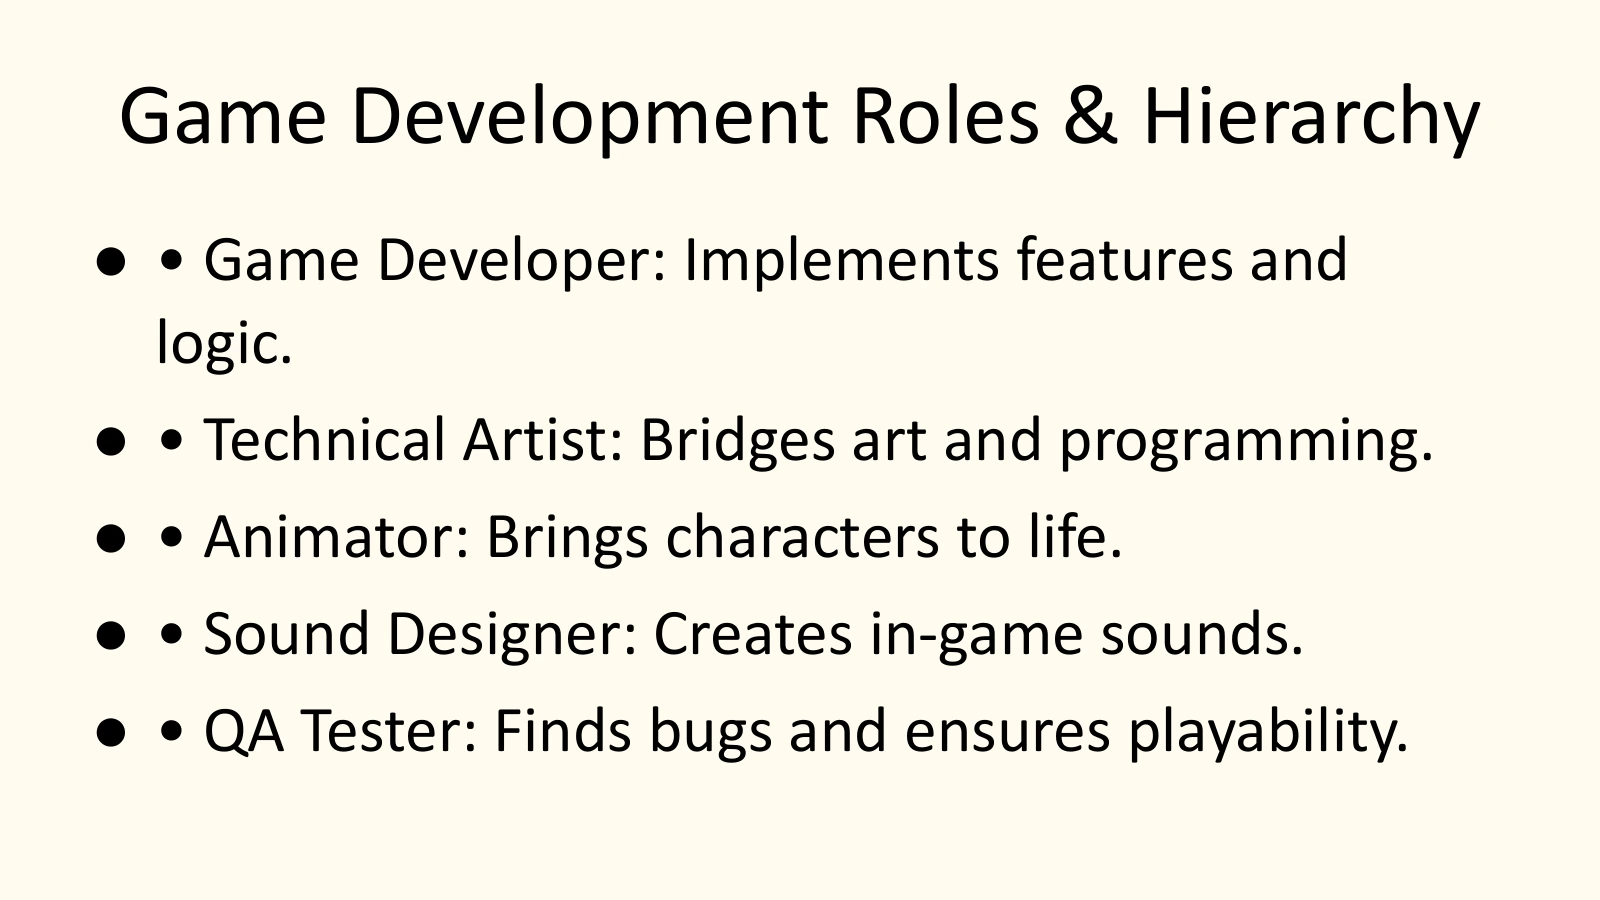 Game Development Roles & Hierarchy
● • Game Developer: Implements features and
logic.
● • Technical Artist: Bridges art and programming.
● • Animator: Brings characters to life.
● • Sound Designer: Creates in-game sounds.
● • QA Tester: Finds bugs and ensures playability.